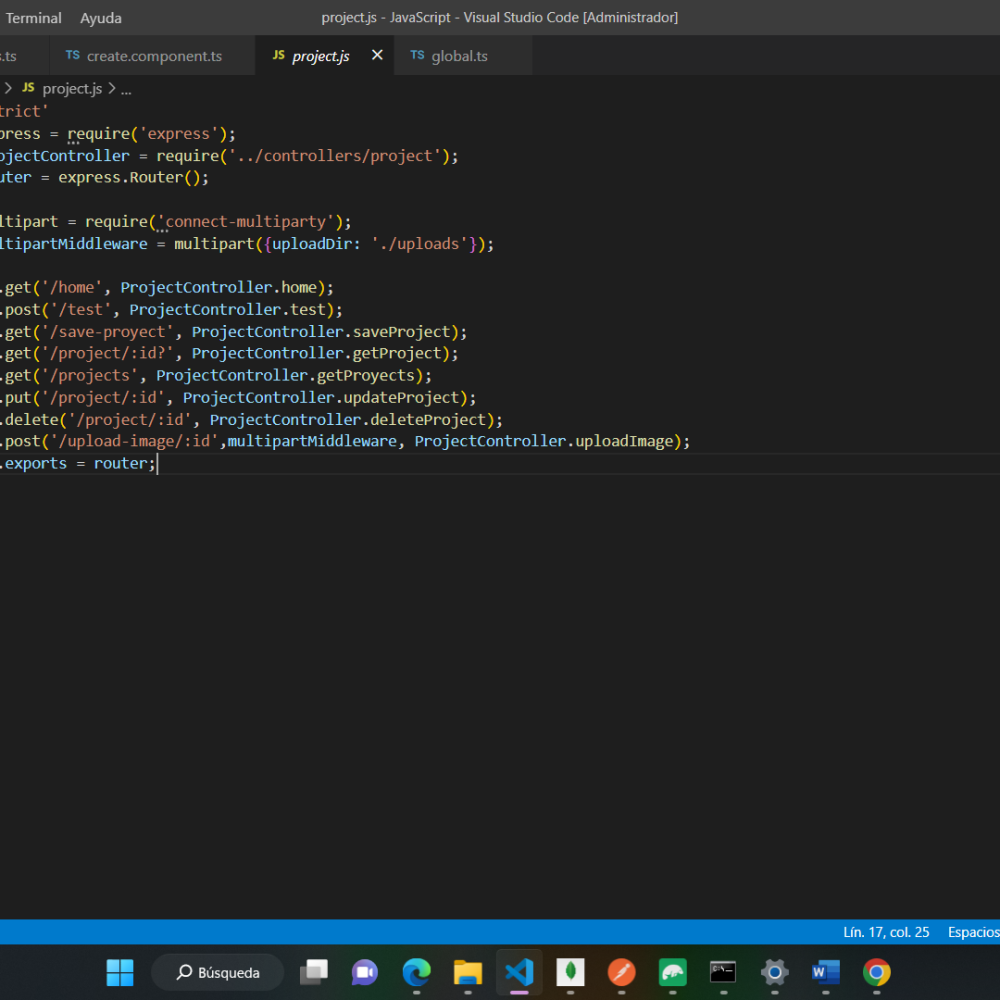 Terminal Ayuda project.js - JavaScript - Visual Studio Code [Administrador]
s.ts TS create.component.ts JS project.js TS global.ts
JS project.js > ...
trict'
press = require('express');
ojectController = require('../controllers/project');
uter = express.Router();
ltipart = require('connect-multiparty');
ltipartMiddleware = multipart({uploadDir: './uploads'});
.get('/home', ProjectController.home);
.post('/test', ProjectController.test);
.get('/save-proyect', ProjectController.saveProject);
.get('/project/:id?', ProjectController.getProject);
.get('/projects', ProjectController.getProyects);
.put('/project/:id', ProjectController.updateProject);
.delete('/project/:id', ProjectController.deleteProject);
.post('/upload-image/:id',multipartMiddleware, ProjectController.uploadImage);
.exports = router;
Lín. 17, col. 25 Espacios
Búsqueda